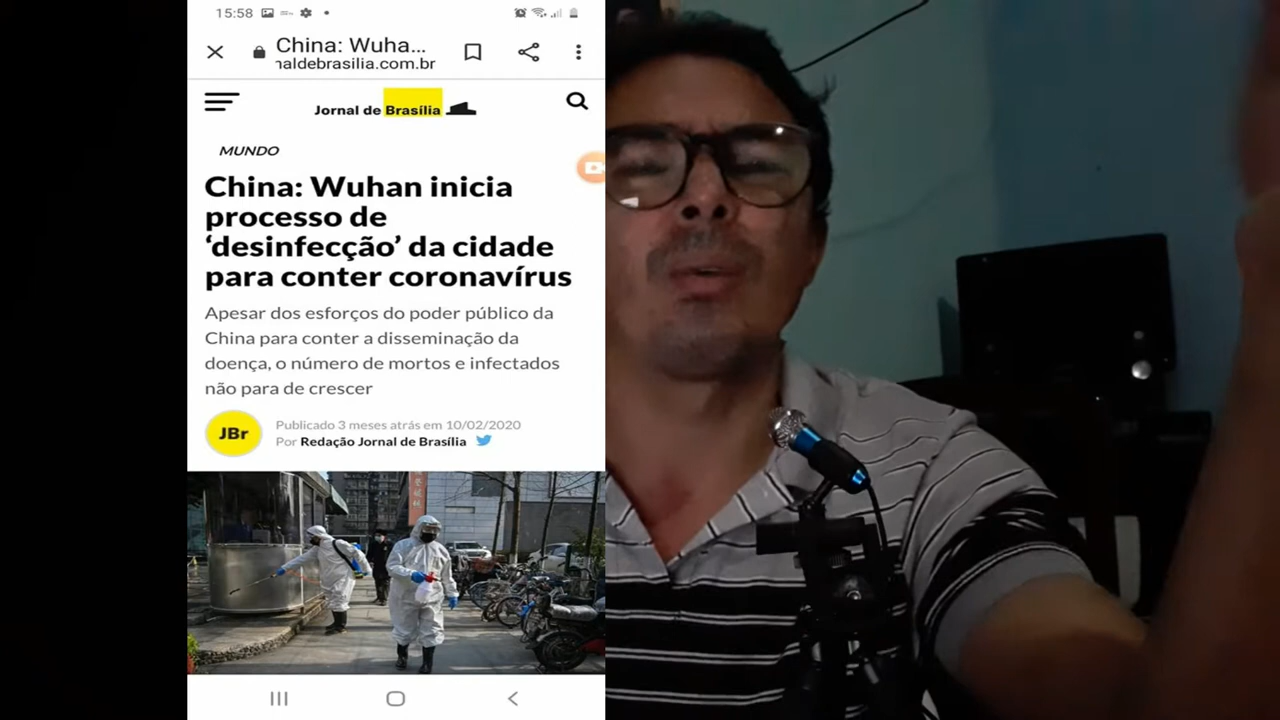 15:58
China: Wuha...
naldebrasilia.com.br
Jornal de Brasília
MUNDO
China: Wuhan inicia
processo de
‘desinfecção’ da cidade
para conter coronavírus
Apesar dos esforços do poder público da
China para conter a disseminação da
doença, o número de mortos e infectados
não para de crescer
JBr
Publicado 3 meses atrás em 10/02/2020
Por Redação Jornal de Brasília